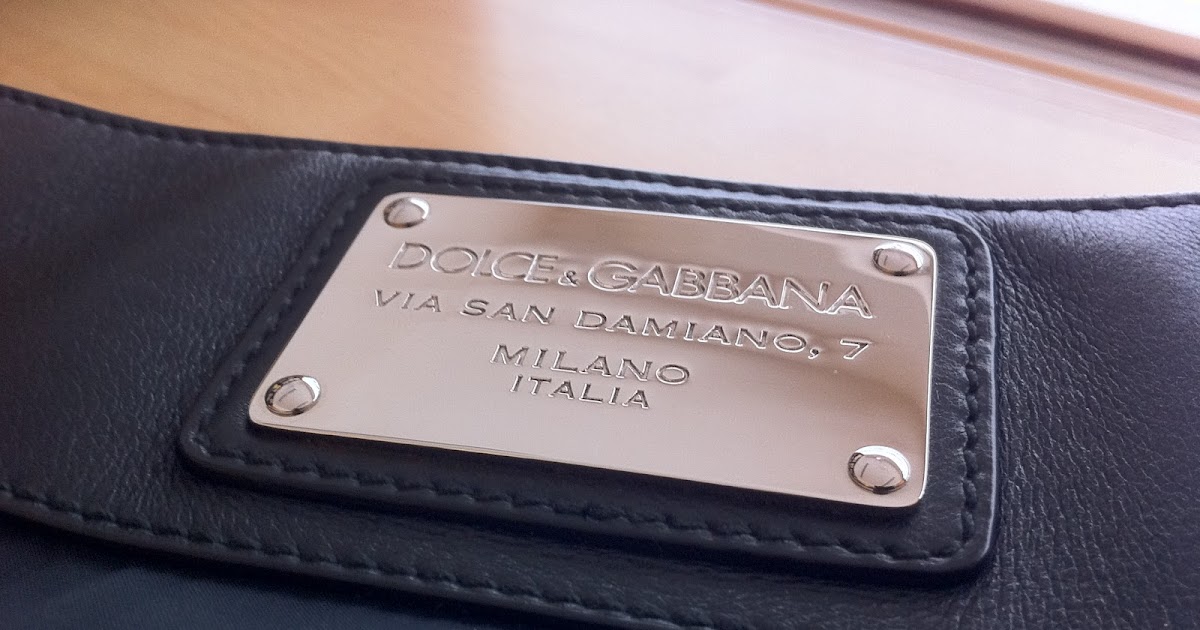 DOLCE & GABBANA
VIA SAN DAMIANO, 7
MILANO
ITALIA